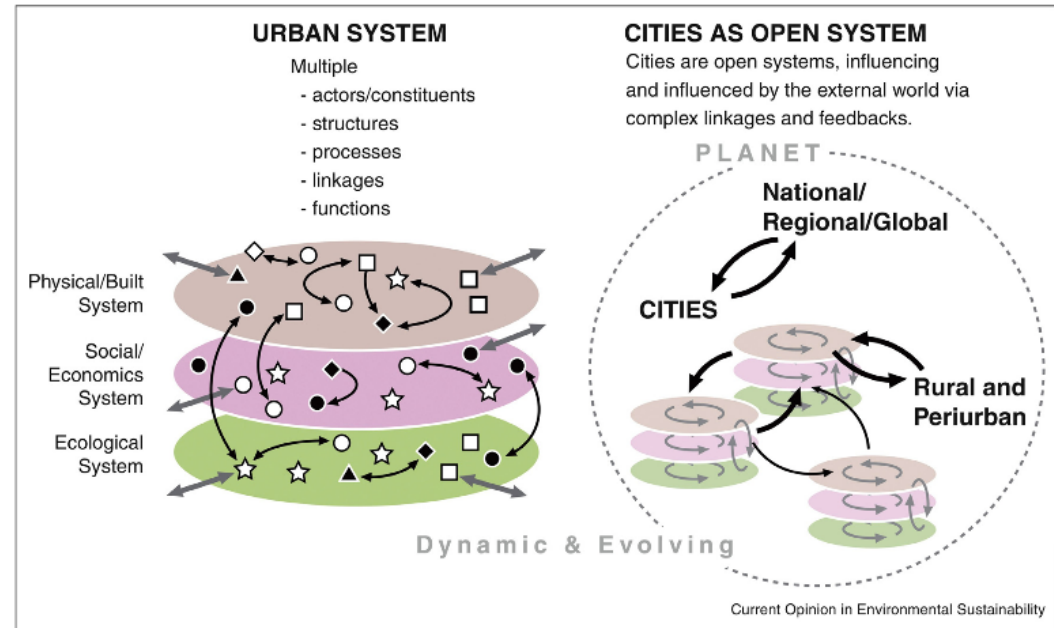 URBAN SYSTEM
Multiple
- actors/constituents
- structures
- processes
- linkages
- functions
Physical/Built
System
Social/
Economics
System
Ecological
System
CITIES AS OPEN SYSTEM
Cities are open systems, influencing
and influenced by the external world via
complex linkages and feedbacks.
PLANET
National/
Regional/Global
CITIES
Rural and
Periurban
Dynamic & Evolving
Current Opinion in Environmental Sustainability